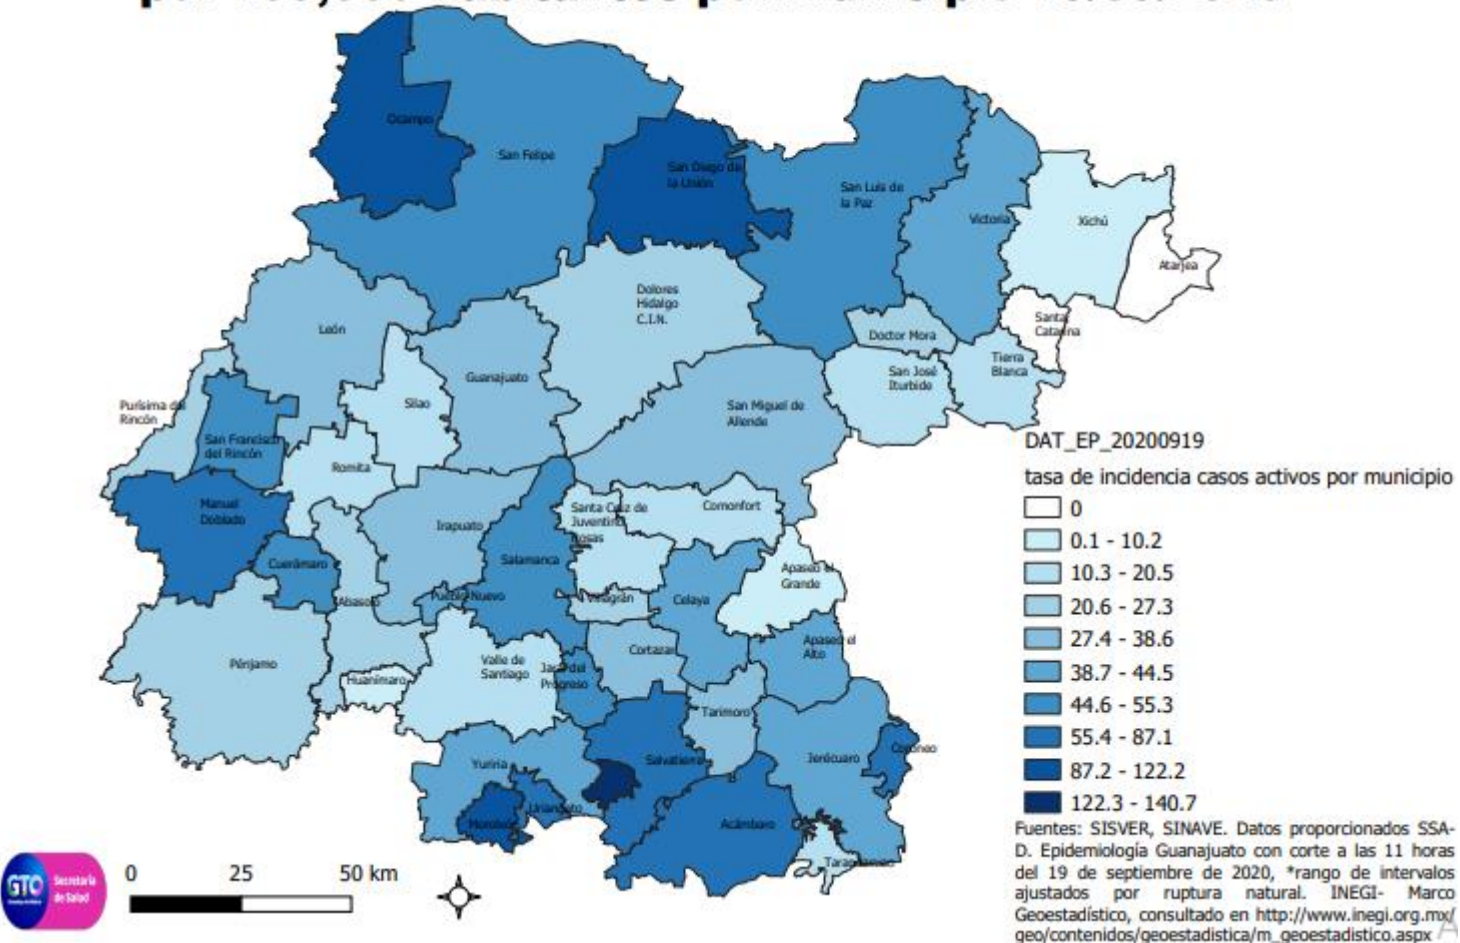 Ocampo
San Felipe
San Diego de
la Unión
San Luis de
la Paz
Victoria
Xichú
Atarjea
León
Dolores
Hidalgo
C.I.N.
Santa
Catarina
Doctor Mora
Tierra
Blanca
San José
Iturbide
Guanajuato
Silao
San Miguel de
Allende
Purísima del
Rincón
San Francisco
del Rincón
Romita
Manuel
Doblado
Irapuato
Santa Cruz de
Juventino
Rosas
Comonfort
Salamanca
Cuerámaro
Apaseo el
Grande
Abasolo
Pueblo Nuevo
Villagrán
Celaya
Apaseo el
Alto
Cortazar
Pénjamo
Valle de
Santiago
Jaral del
Progreso
Huanímaro
Tarimoro
Coroneo
Jerécuaro
Salvatierra
Yuriria
Uriangato
Moroleón
Acámbaro
Tarandacuao
DAT_EP_20200919
tasa de incidencia casos activos por municipio
0
0.1 - 10.2
10.3 - 20.5
20.6 - 27.3
27.4 - 38.6
38.7 - 44.5
44.6 - 55.3
55.4 - 87.1
87.2 - 122.2
122.3 - 140.7
Fuentes: SISVER, SINAVE. Datos proporcionados SSA-
D. Epidemiología Guanajuato con corte a las 11 horas
del 19 de septiembre de 2020, *rango de intervalos
ajustados por ruptura natural. INEGI- Marco
Geoestadístico, consultado en http://www.inegi.org.mx/
geo/contenidos/geoestadistica/m_geoestadistico.aspx
0 25 50 km
GTO
Secretaría
de Salud